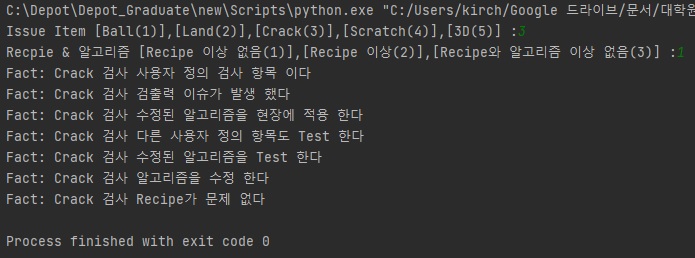 C:\Depot\Depot_Graduate\new\Scripts\python.exe "C:/Users/kirch/Google 드라이브/문서/대학원
Issue Item [Ball(1)],[Land(2)],[Crack(3)],[Scratch(4)],[3D(5)] :3
Recpie & 알고리즘 [Recipe 이상 없음(1)],[Recipe 이상(2)],[Recipe와 알고리즘 이상 없음(3)] :1
Fact: Crack 검사 사용자 정의 검사 항목 이다
Fact: Crack 검사 검출력 이슈가 발생 했다
Fact: Crack 검사 수정된 알고리즘을 현장에 적용 한다
Fact: Crack 검사 다른 사용자 정의 항목도 Test 한다
Fact: Crack 검사 수정된 알고리즘을 Test 한다
Fact: Crack 검사 알고리즘을 수정 한다
Fact: Crack 검사 Recipe가 문제 없다
Process finished with exit code 0